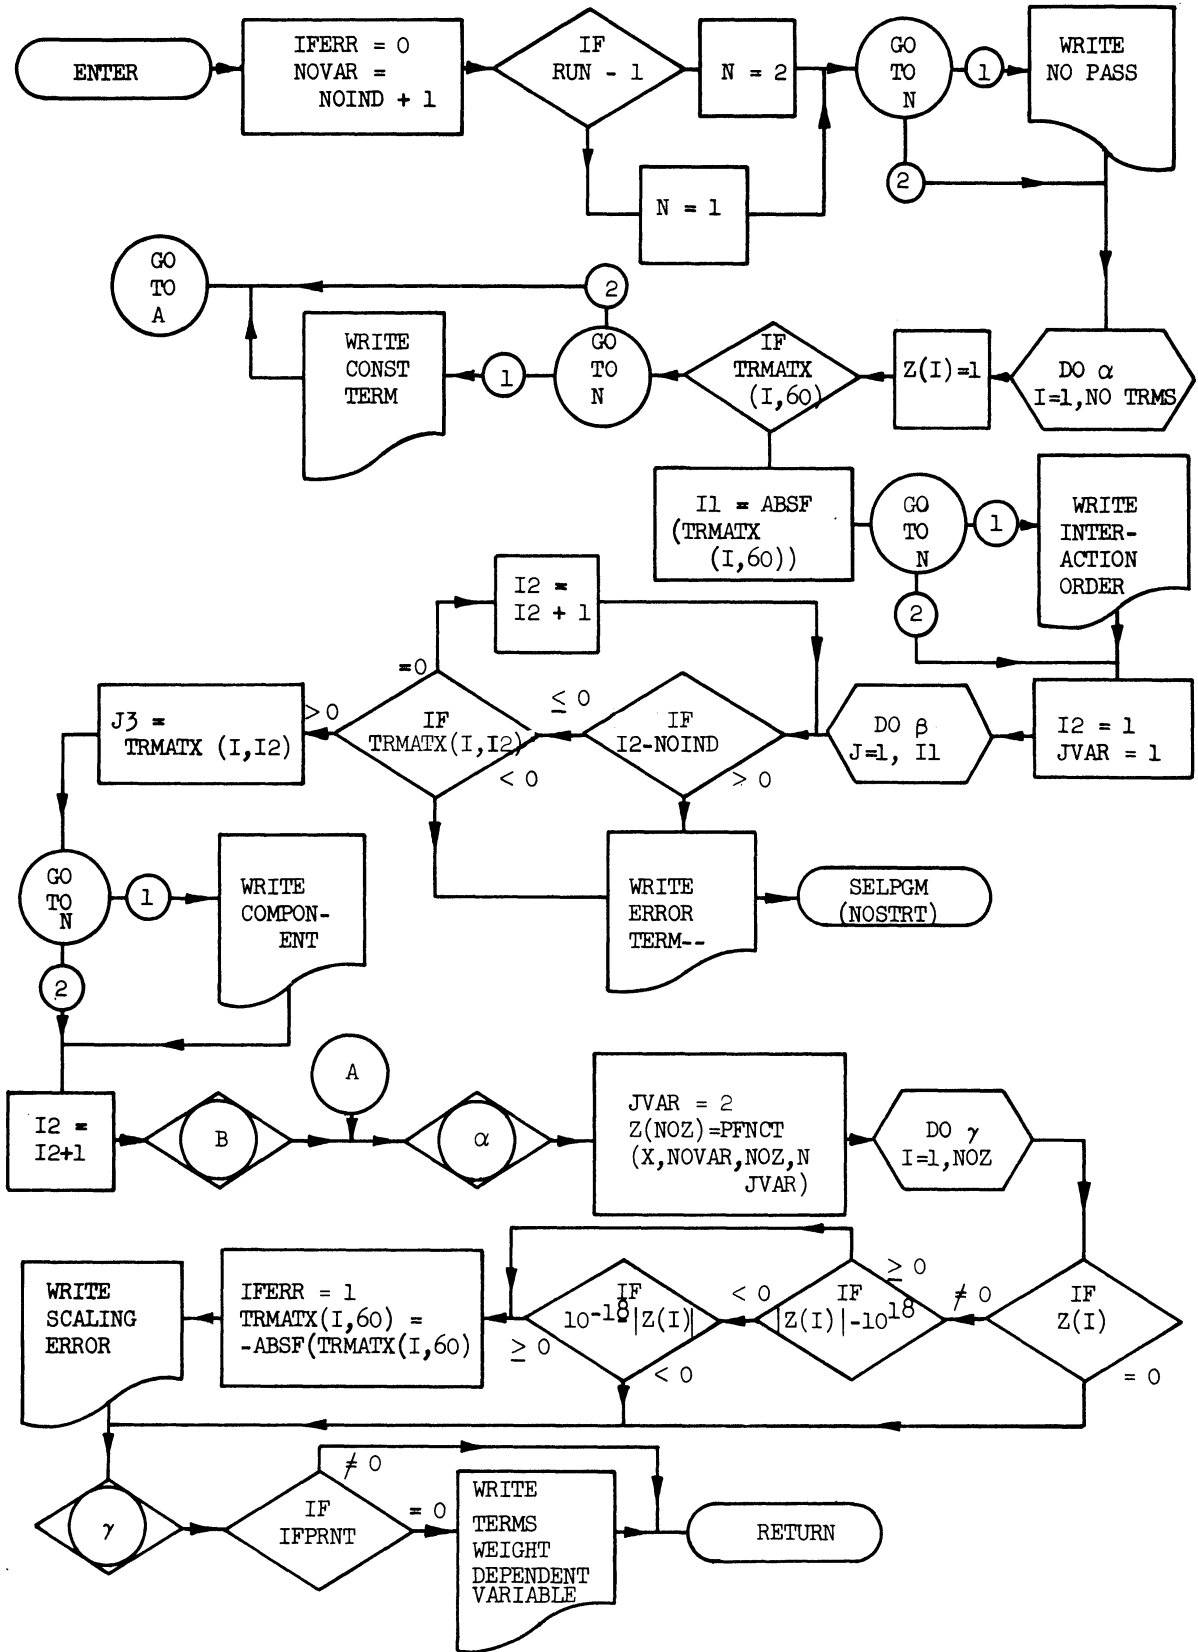 ENTER
IFERR = 0
NOVAR =
NOIND + 1
IF
RUN - 1
N = 2
GO
TO
N
1
WRITE
NO PASS
2
N = 1
GO
TO
A
2
WRITE
CONST
TERM
1
GO
TO
N
IF
TRMATX
(I,60)
Z(I)=1
DO α
I=1,NO TRMS
I1 = ABSF
(TRMATX
(I,60))
GO
TO
N
1
WRITE
INTER-
ACTION
ORDER
2
I2 =
I2 + 1
=0
J3 =
TRMATX (I,I2)
>0
IF
TRMATX(I,I2)
< 0
≤ 0
IF
I2-NOIND
> 0
DO β
J=1, I1
I2 = 1
JVAR = 1
GO
TO
N
1
WRITE
COMPON-
ENT
2
WRITE
ERROR
TERM--
SELPGM
(NOSTRT)
I2 =
I2+1
B
A
α
JVAR = 2
Z(NOZ)=PFNCT
(X,NOVAR,NOZ,N
JVAR)
DO γ
I=1,NOZ
WRITE
SCALING
ERROR
IFERR = 1
TRMATX(I,60) =
-ABSF(TRMATX(I,60)
≥ 0
IF
10⁻¹⁸-|Z(I)|
< 0
< 0
IF
|Z(I)|-10¹⁸
≥ 0
≠ 0
IF
Z(I)
= 0
γ
IF
IFPRNT
≠ 0
= 0
WRITE
TERMS
WEIGHT
DEPENDENT
VARIABLE
RETURN